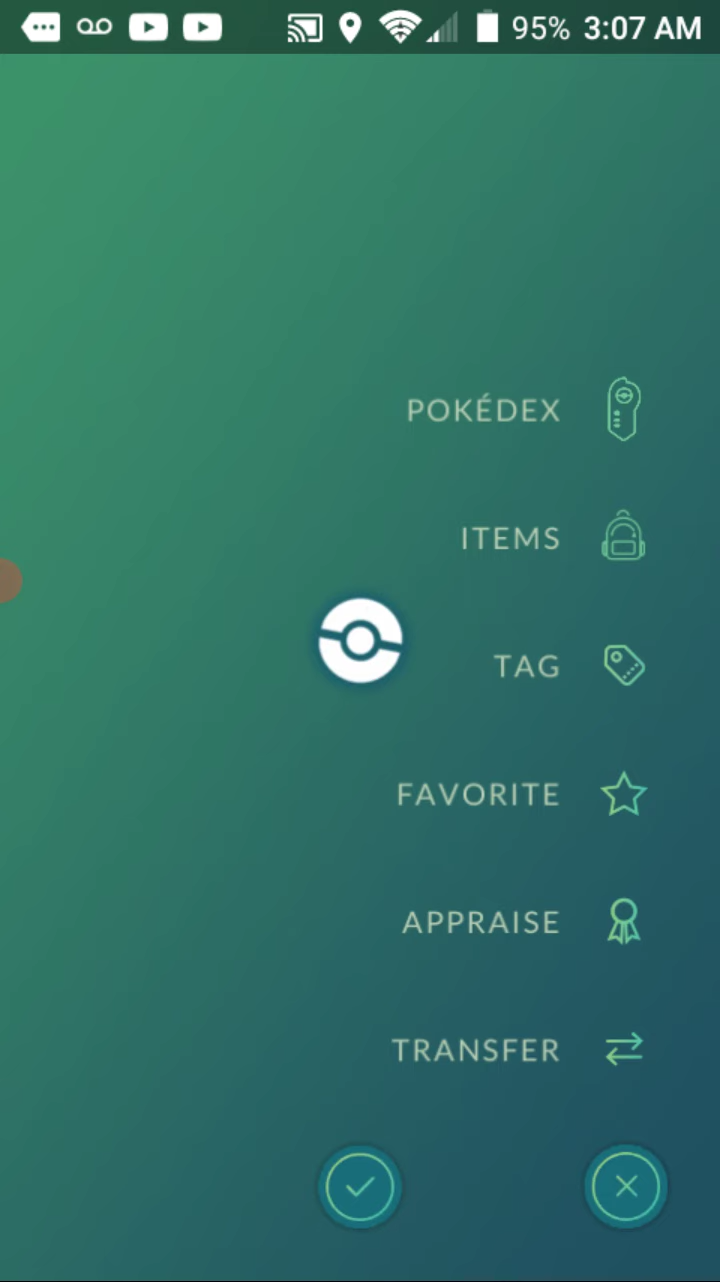 95% 3:07 AM
POKÉDEX
ITEMS
TAG
FAVORITE
APPRAISE
TRANSFER